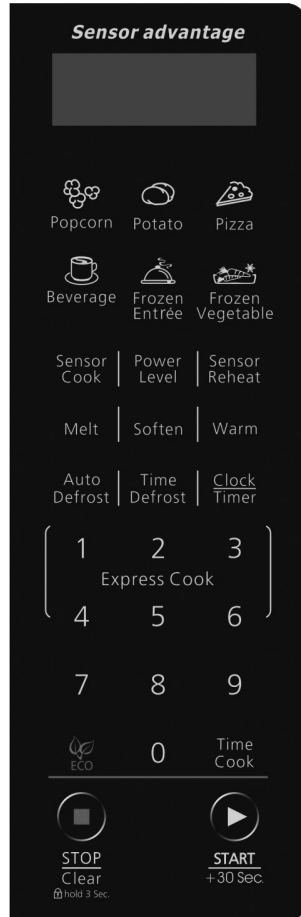 Sensor advantage
Popcorn Potato Pizza
Beverage Frozen Entrée Frozen Vegetable
Sensor Cook Power Level Sensor Reheat
Melt Soften Warm
Auto Defrost Time Defrost Clock Timer
1 2 3
Express Cook
4 5 6
7 8 9
ECO 0 Time Cook
STOP Clear START +30 Sec.
hold 3 Sec.